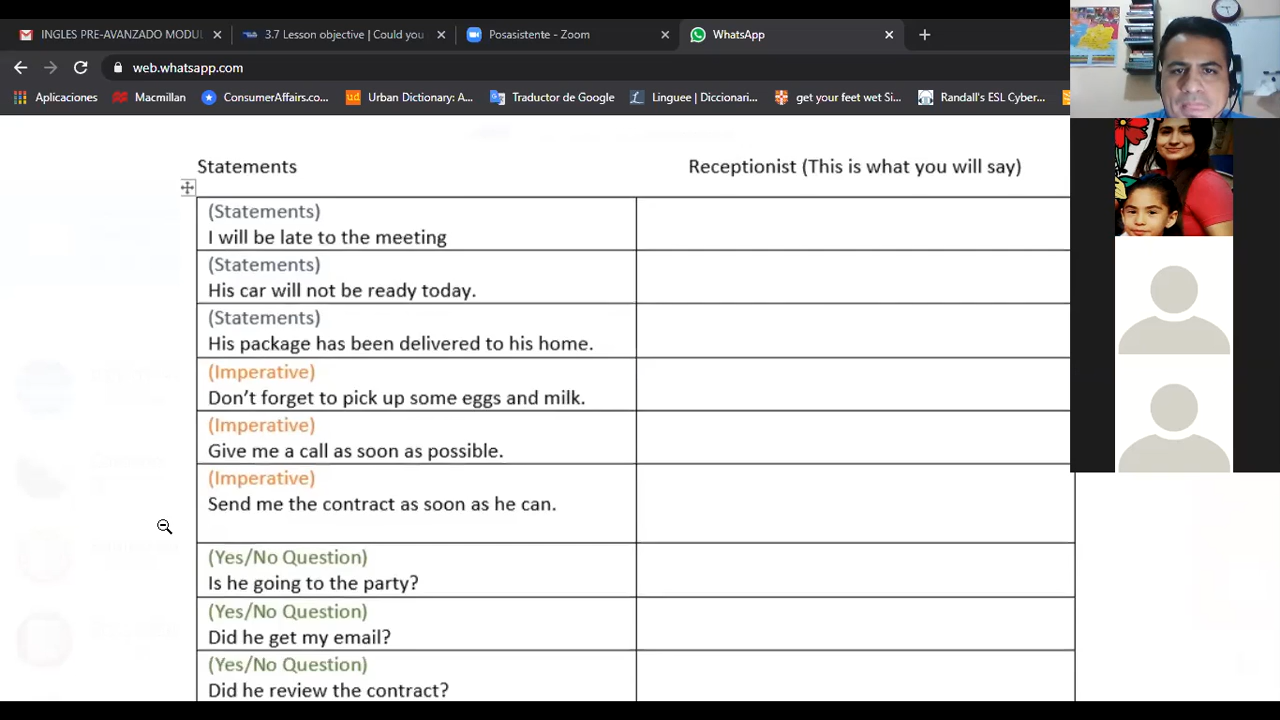 INGLES PRE-AVANZADO MODU
3.7 Lesson objective I could yo
Posasistente - Zoom
WhatsApp
web.whatsapp.com
Aplicaciones
Macmillan
ConsumerAffairs.co...
Urban Dictionary: A...
Traductor de Google
Linguee | Diccionari...
get your feet wet Si...
Randall's ESL Cyber...
Statements
Receptionist (This is what you will say)
(Statements)
I will be late to the meeting
(Statements)
His car will not be ready today.
(Statements)
His package has been delivered to his home.
(Imperative)
Don't forget to pick up some eggs and milk.
(Imperative)
Give me a call as soon as possible.
(Imperative)
Send me the contract as soon as he can.
(Yes/No Question)
Is he going to the party?
(Yes/No Question)
Did he get my email?
(Yes/No Question)
Did he review the contract?